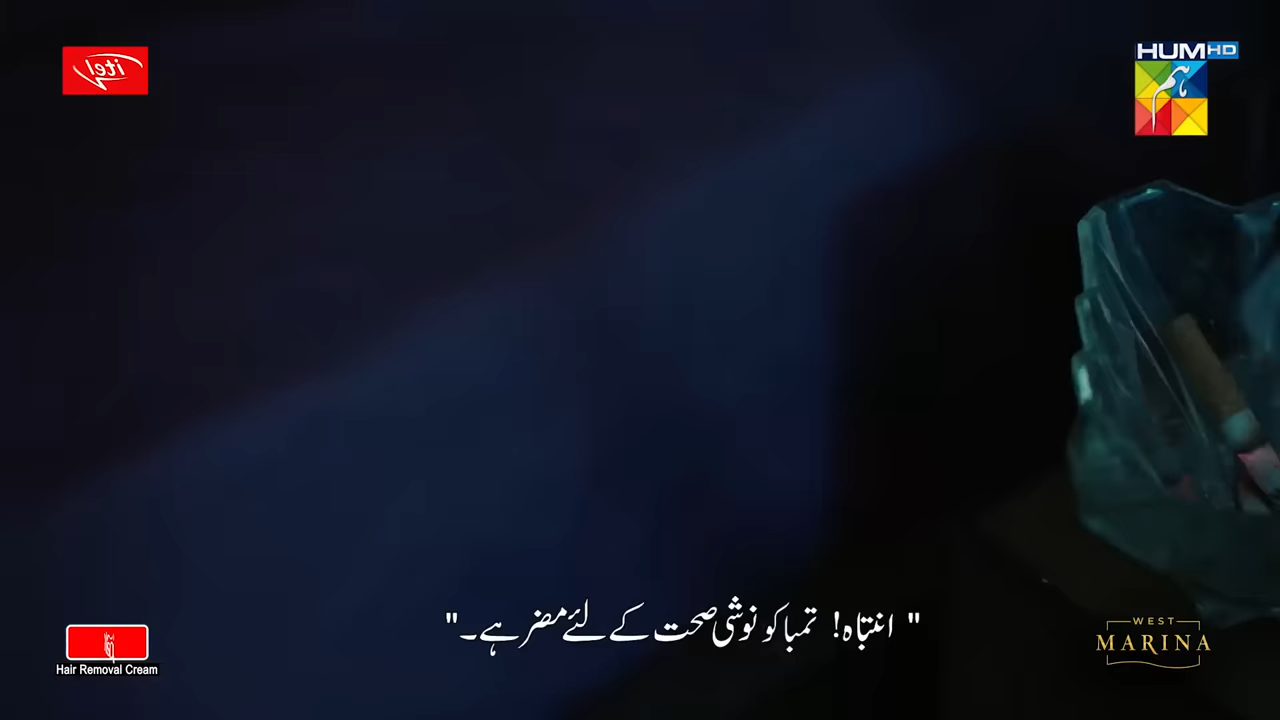 itel
HUM HD
ہم
" انتباہ! تمباکو نوشی صحت کے لئے مضر ہے۔"
Hair Removal Cream
WEST
MARINA